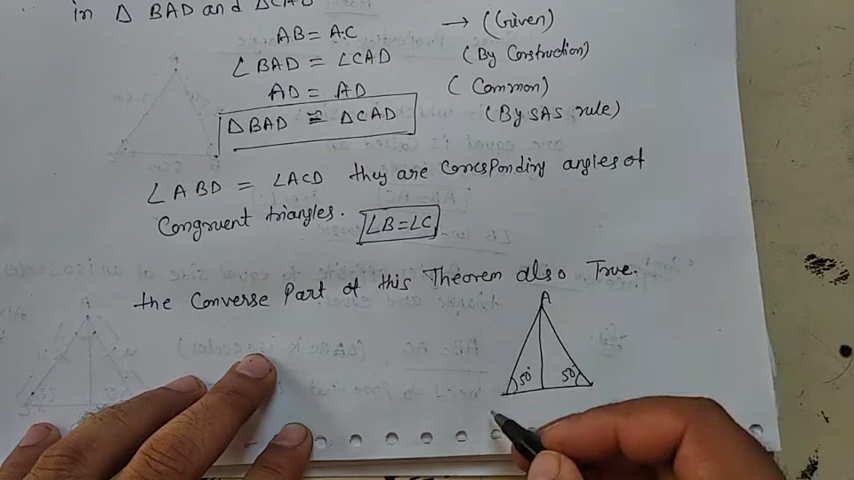 in Δ BAD and ΔCAD
AB = AC → (Given)
∠BAD = ∠CAD (By Construction)
AD = AD (Common)
ΔBAD ≅ ΔCAD (By SAS rule)
∠ABD = ∠ACD they are corresponding angles of
Congruent triangles. ∠B=∠C
the Converse Part of this Theorem also True.
A
50° 50°